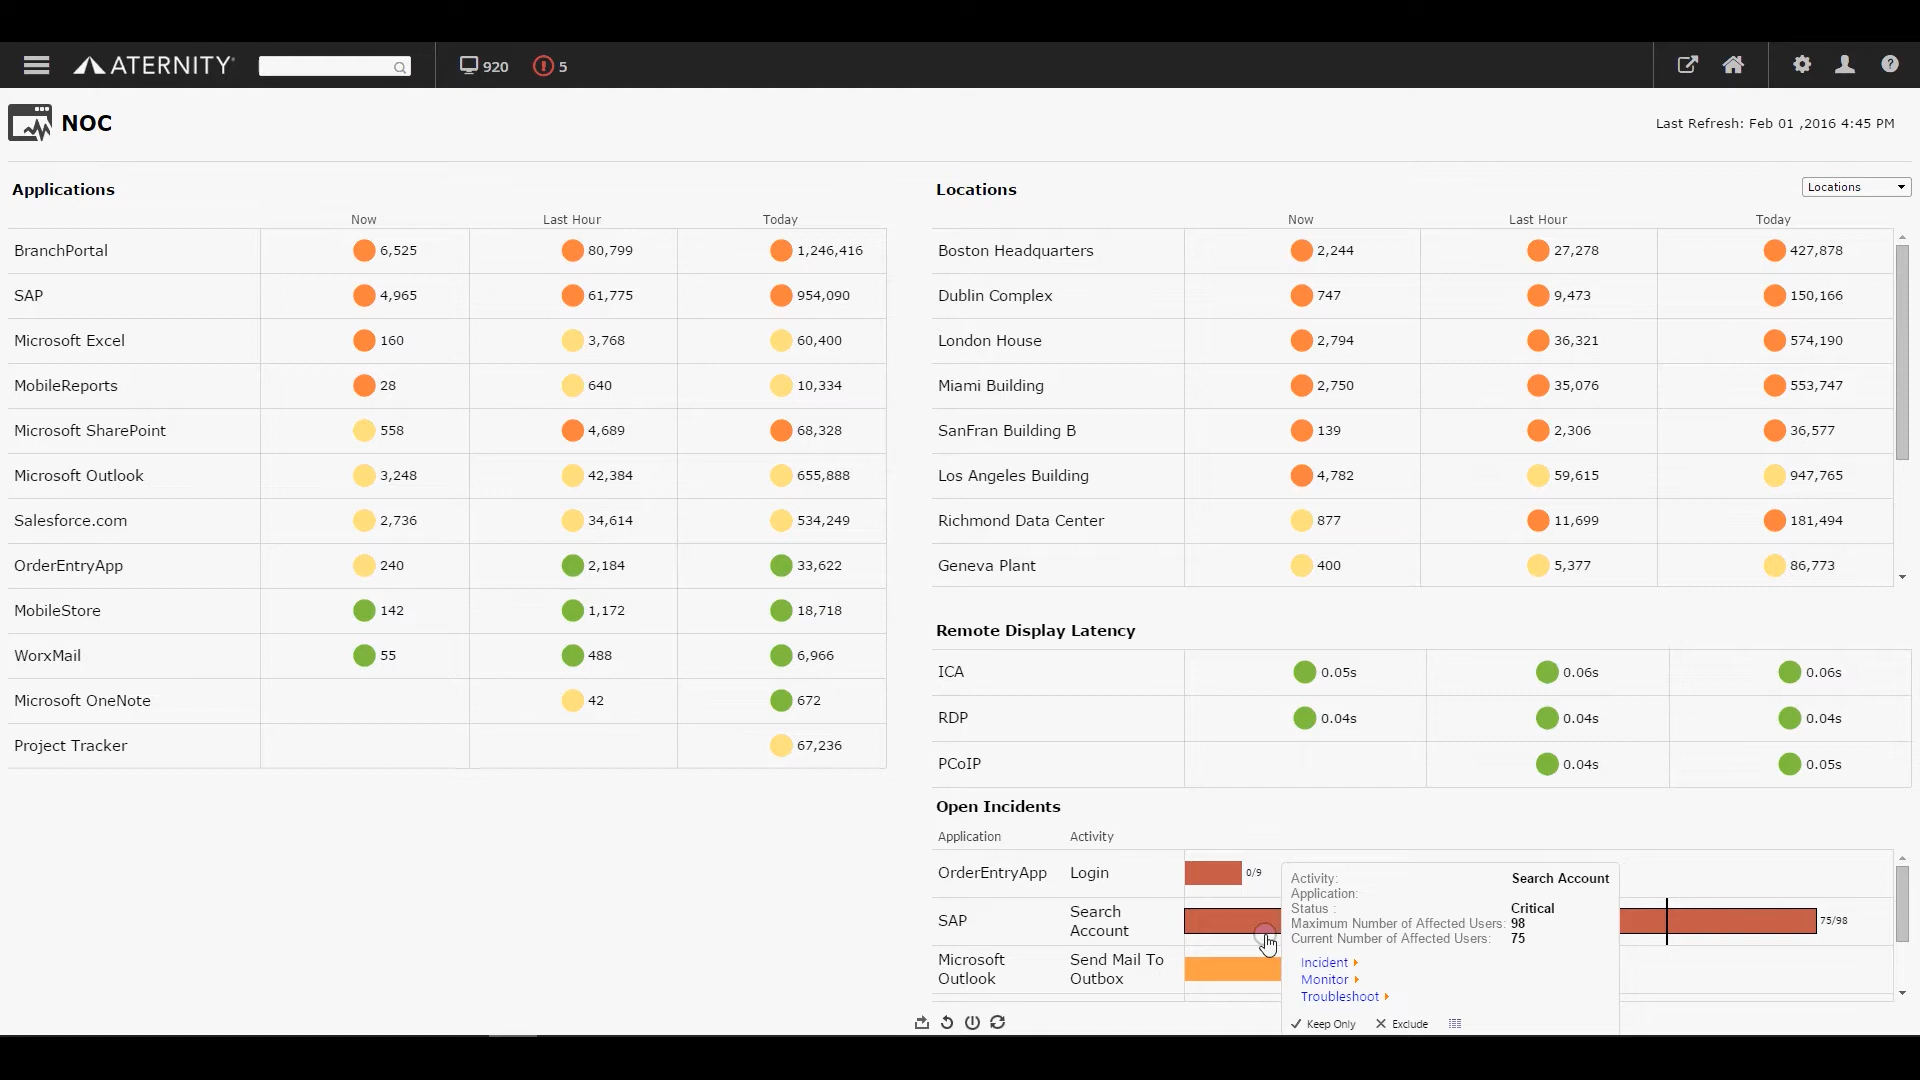 ATERNITY
920
5
NOC
Last Refresh: Feb 01 ,2016 4:45 PM
Applications
Now Last Hour Today
BranchPortal 6,525 80,799 1,246,416
SAP 4,965 61,775 954,090
Microsoft Excel 160 3,768 60,400
MobileReports 28 640 10,334
Microsoft SharePoint 558 4,689 68,328
Microsoft Outlook 3,248 42,384 655,888
Salesforce.com 2,736 34,614 534,249
OrderEntryApp 240 2,184 33,622
MobileStore 142 1,172 18,718
WorxMail 55 488 6,966
Microsoft OneNote 42 672
Project Tracker 67,236
Locations
Locations
Now Last Hour Today
Boston Headquarters 2,244 27,278 427,878
Dublin Complex 747 9,473 150,166
London House 2,794 36,321 574,190
Miami Building 2,750 35,076 553,747
SanFran Building B 139 2,306 36,577
Los Angeles Building 4,782 59,615 947,765
Richmond Data Center 877 11,699 181,494
Geneva Plant 400 5,377 86,773
Remote Display Latency
ICA 0.05s 0.06s 0.06s
RDP 0.04s 0.04s 0.04s
PCoIP 0.04s 0.05s
Open Incidents
Application Activity
OrderEntryApp Login 0/9
SAP Search
Account 75/98
Microsoft
Outlook Send Mail To
Outbox
Activity: Search Account
Application:
Status : Critical
Maximum Number of Affected Users: 98
Current Number of Affected Users: 75
Incident
Monitor
Troubleshoot
Keep Only Exclude